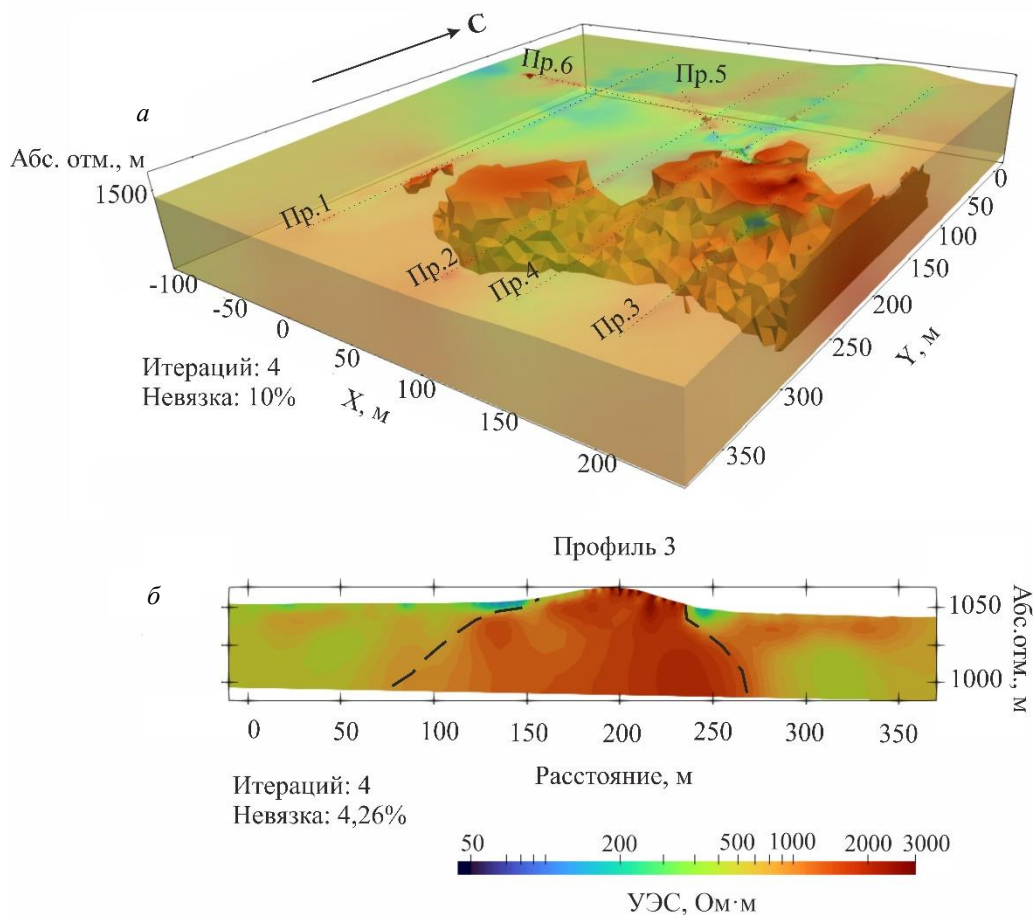 С
а
Пр.6
Пр.5
Абс. отм., м
1500
Пр.1
Пр.2
Пр.4
Пр.3
-100
-50
0
50
100
150
200
X, м
0
50
100
150
200
250
300
350
Y, м
Итераций: 4
Невязка: 10%
Профиль 3
б
1050
1000
Абс.отм., м
0 50 100 150 200 250 300 350
Расстояние, м
Итераций: 4
Невязка: 4,26%
50 200 500 1000 2000 3000
УЭС, Ом·м